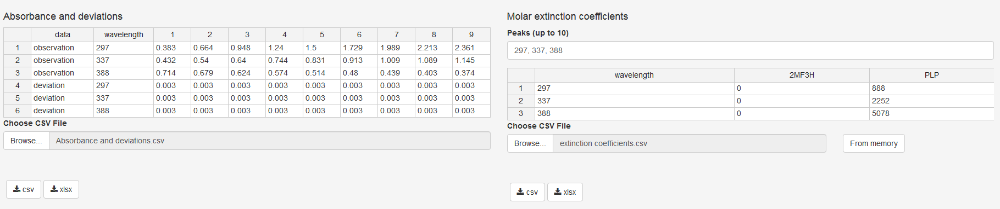 Absorbance and deviations
data wavelength 1 2 3 4 5 6 7 8 9
1 observation 297 0.383 0.664 0.948 1.24 1.5 1.729 1.989 2.213 2.361
2 observation 337 0.432 0.54 0.64 0.744 0.831 0.913 1.009 1.089 1.145
3 observation 388 0.714 0.679 0.624 0.574 0.514 0.48 0.439 0.403 0.374
4 deviation 297 0.003 0.003 0.003 0.003 0.003 0.003 0.003 0.003 0.003
5 deviation 337 0.003 0.003 0.003 0.003 0.003 0.003 0.003 0.003 0.003
6 deviation 388 0.003 0.003 0.003 0.003 0.003 0.003 0.003 0.003 0.003
Choose CSV File
Browse... Absorbance and deviations.csv
csv xlsx
Molar extinction coefficients
Peaks (up to 10)
297, 337, 388
wavelength 2MF3H PLP
1 297 0 888
2 337 0 2252
3 388 0 5078
Choose CSV File
Browse... extinction coefficients.csv From memory
csv xlsx